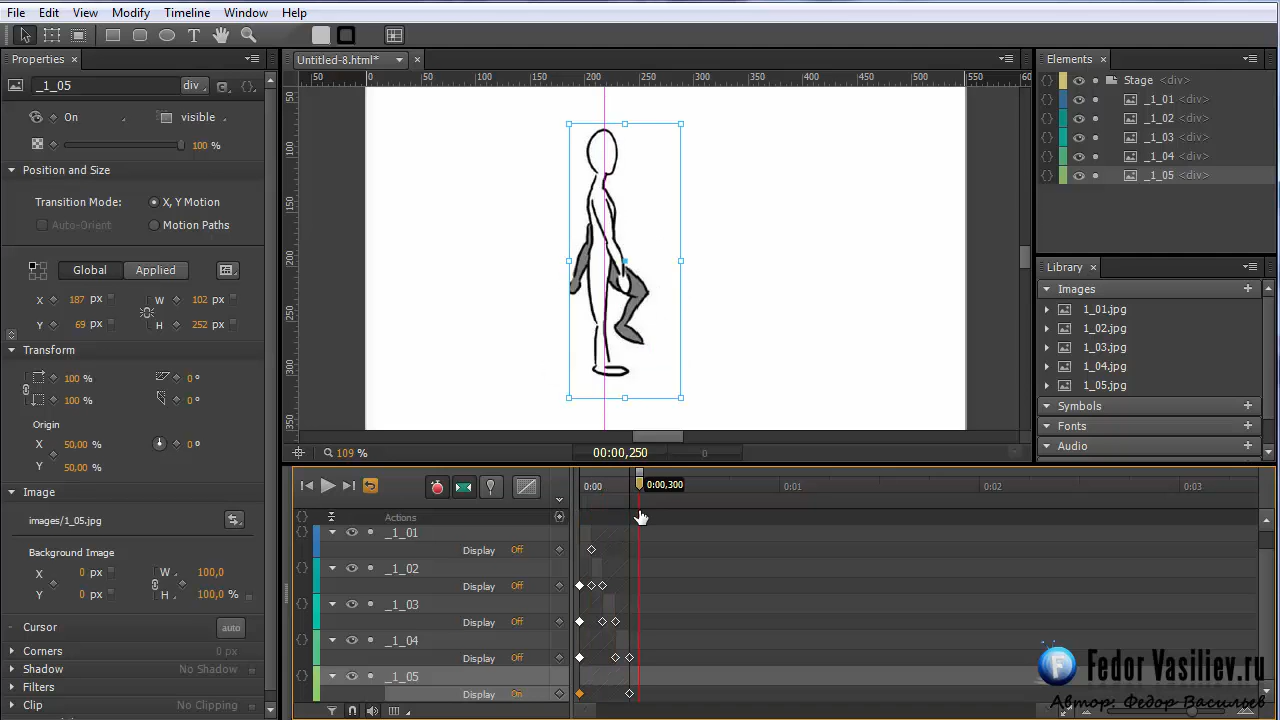 File Edit View Modify Timeline Window Help
T
Properties × Untitled-8.html* × Elements ×
_1_05 div
50 0 50 100 150 200 250 300 350 400 450 500 550 60
Stage <div>
_1_01 <div>
_1_02 <div>
_1_03 <div>
_1_04 <div>
_1_05 <div>
On visible
100 %
Position and Size
Transition Mode: X, Y Motion
Auto-Orient Motion Paths
Global Applied
X 187 px W 102 px
Y 69 px H 252 px
Transform
100 % 0 °
100 % 0 °
Origin
X 50,00 % 0 °
Y 50,00 %
Image
images/1_05.jpg
Background Image
X 0 px W 100,0
Y 0 px H 100,0 %
Cursor auto
Corners 0 px
Shadow No Shadow
Filters
Clip No Clipping
50
100
150
200
250
300
350
109 % 00:00,250 0
Library ×
Images +
1_01.jpg
1_02.jpg
1_03.jpg
1_04.jpg
1_05.jpg
Symbols +
Fonts +
Audio +
0:00 0:00,300 0:01 0:02 0:03
Actions
_1_01
Display Off
_1_02
Display Off
_1_03
Display Off
_1_04
Display Off
_1_05
Display On
Fedor Vasiliev.ru
Автор: Федор Васильев